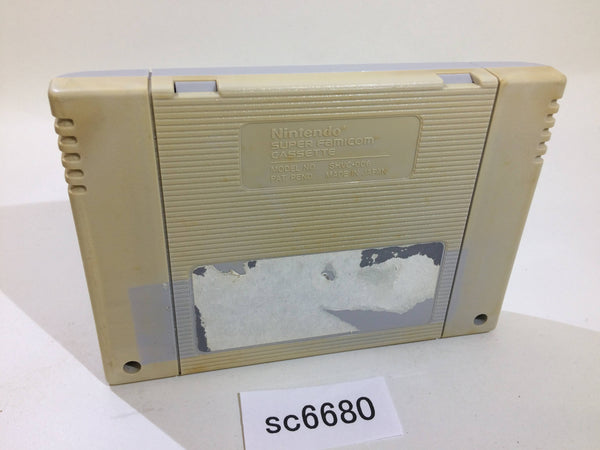 Nintendo
SUPER FAMICOM
CASSETTE
MODEL NO. SHVC-006
PAT. PEND. MADE IN JAPAN
sc6680